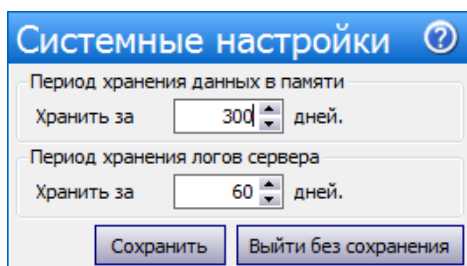 Системные настройки ?
Период хранения данных в памяти
Хранить за 300 дней.
Период хранения логов сервера
Хранить за 60 дней.
Сохранить Выйти без сохранения